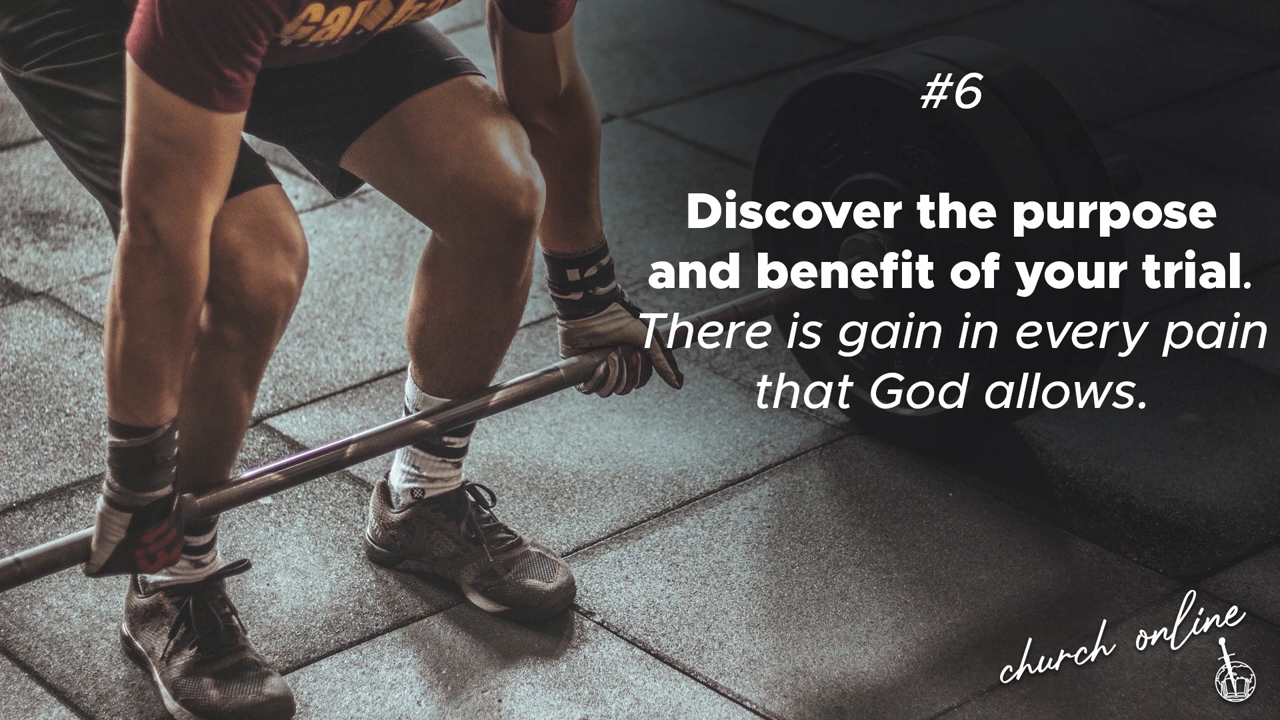 #6
Discover the purpose
and benefit of your trial.
There is gain in every pain
that God allows.
church online